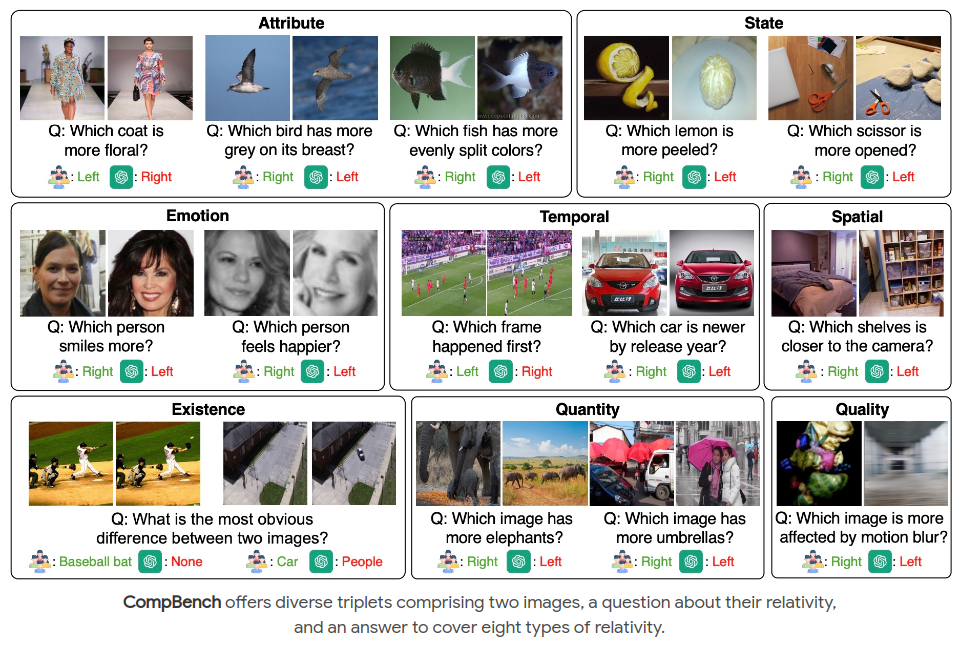 Attribute
Q: Which coat is
more floral?
: Left : Right
Q: Which bird has more
grey on its breast?
: Right : Left
Q: Which fish has more
evenly split colors?
: Right : Left
State
Q: Which lemon is
more peeled?
: Right : Left
Q: Which scissor is
more opened?
: Right : Left
Emotion
Q: Which person
smiles more?
: Right : Left
Q: Which person
feels happier?
: Right : Left
Temporal
Q: Which frame
happened first?
: Left : Right
Q: Which car is newer
by release year?
: Right : Left
Spatial
Q: Which shelves is
closer to the camera?
: Right : Left
Existence
Q: What is the most obvious
difference between two images?
: Baseball bat : None
: Car : People
Quantity
Q: Which image has
more elephants?
: Right : Left
Q: Which image has
more umbrellas?
: Right : Left
Quality
Q: Which image is more
affected by motion blur?
: Right : Left
CompBench offers diverse triplets comprising two images, a question about their relativity,
and an answer to cover eight types of relativity.